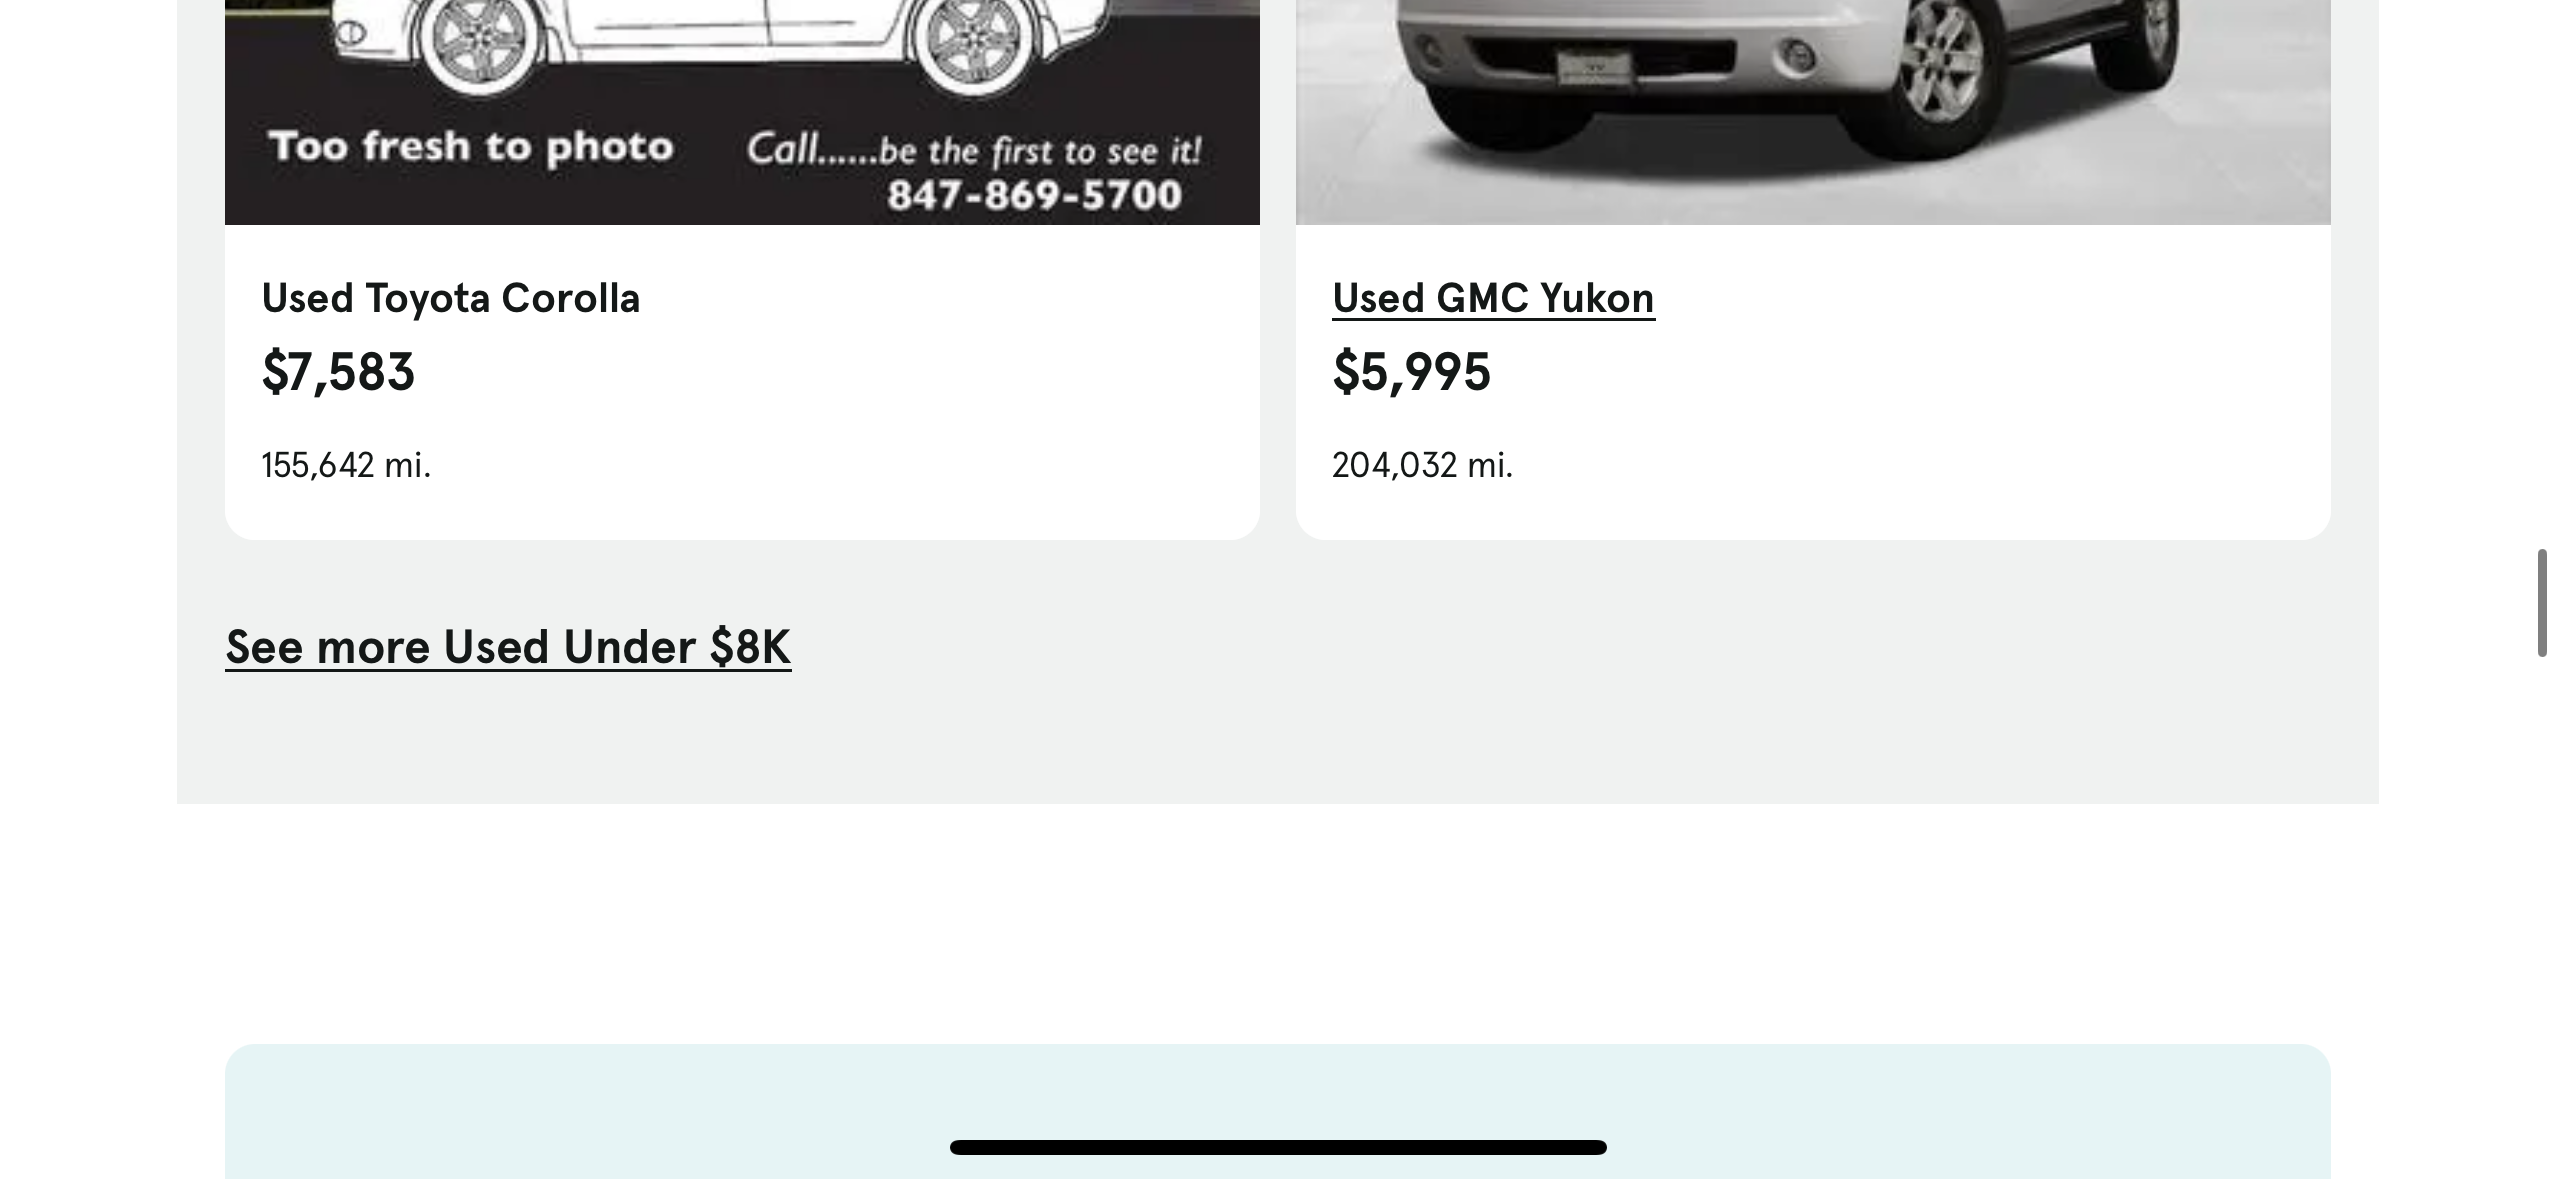 Too fresh to photo
Call......be the first to see it!
847-869-5700
Used Toyota Corolla
$7,583
155,642 mi.
Used GMC Yukon
$5,995
204,032 mi.
See more Used Under $8K